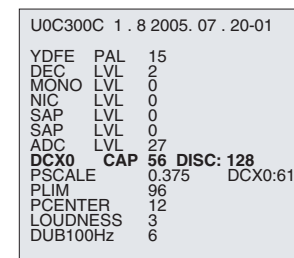 U0C300C 1 . 8 2005. 07 . 20-01
YDFE PAL 15
DEC LVL 2
MONO LVL 0
NIC LVL 0
SAP LVL 0
SAP LVL 0
ADC LVL 27
DCX0 CAP 56 DISC: 128
PSCALE 0.375 DCX0:61
PLIM 96
PCENTER 12
LOUDNESS 3
DUB100Hz 6